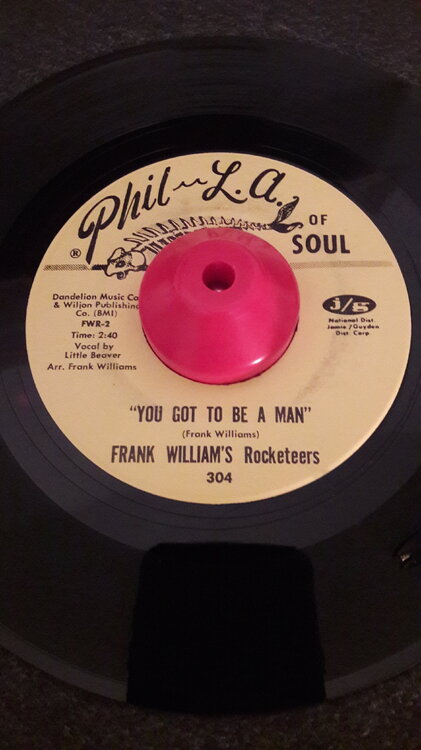 Phil-L.A.
OF
SOUL
®
Dandelion Music Co
& Wiljon Publishing
Co. (BMI)
FWR-2
Time: 2:40
Vocal by
Little Beaver
Arr. Frank Williams
j/g
National Dist.
Jamie/Guyden
Dist. Corp
"YOU GOT TO BE A MAN"
(Frank Williams)
FRANK WILLIAM'S Rocketeers
304